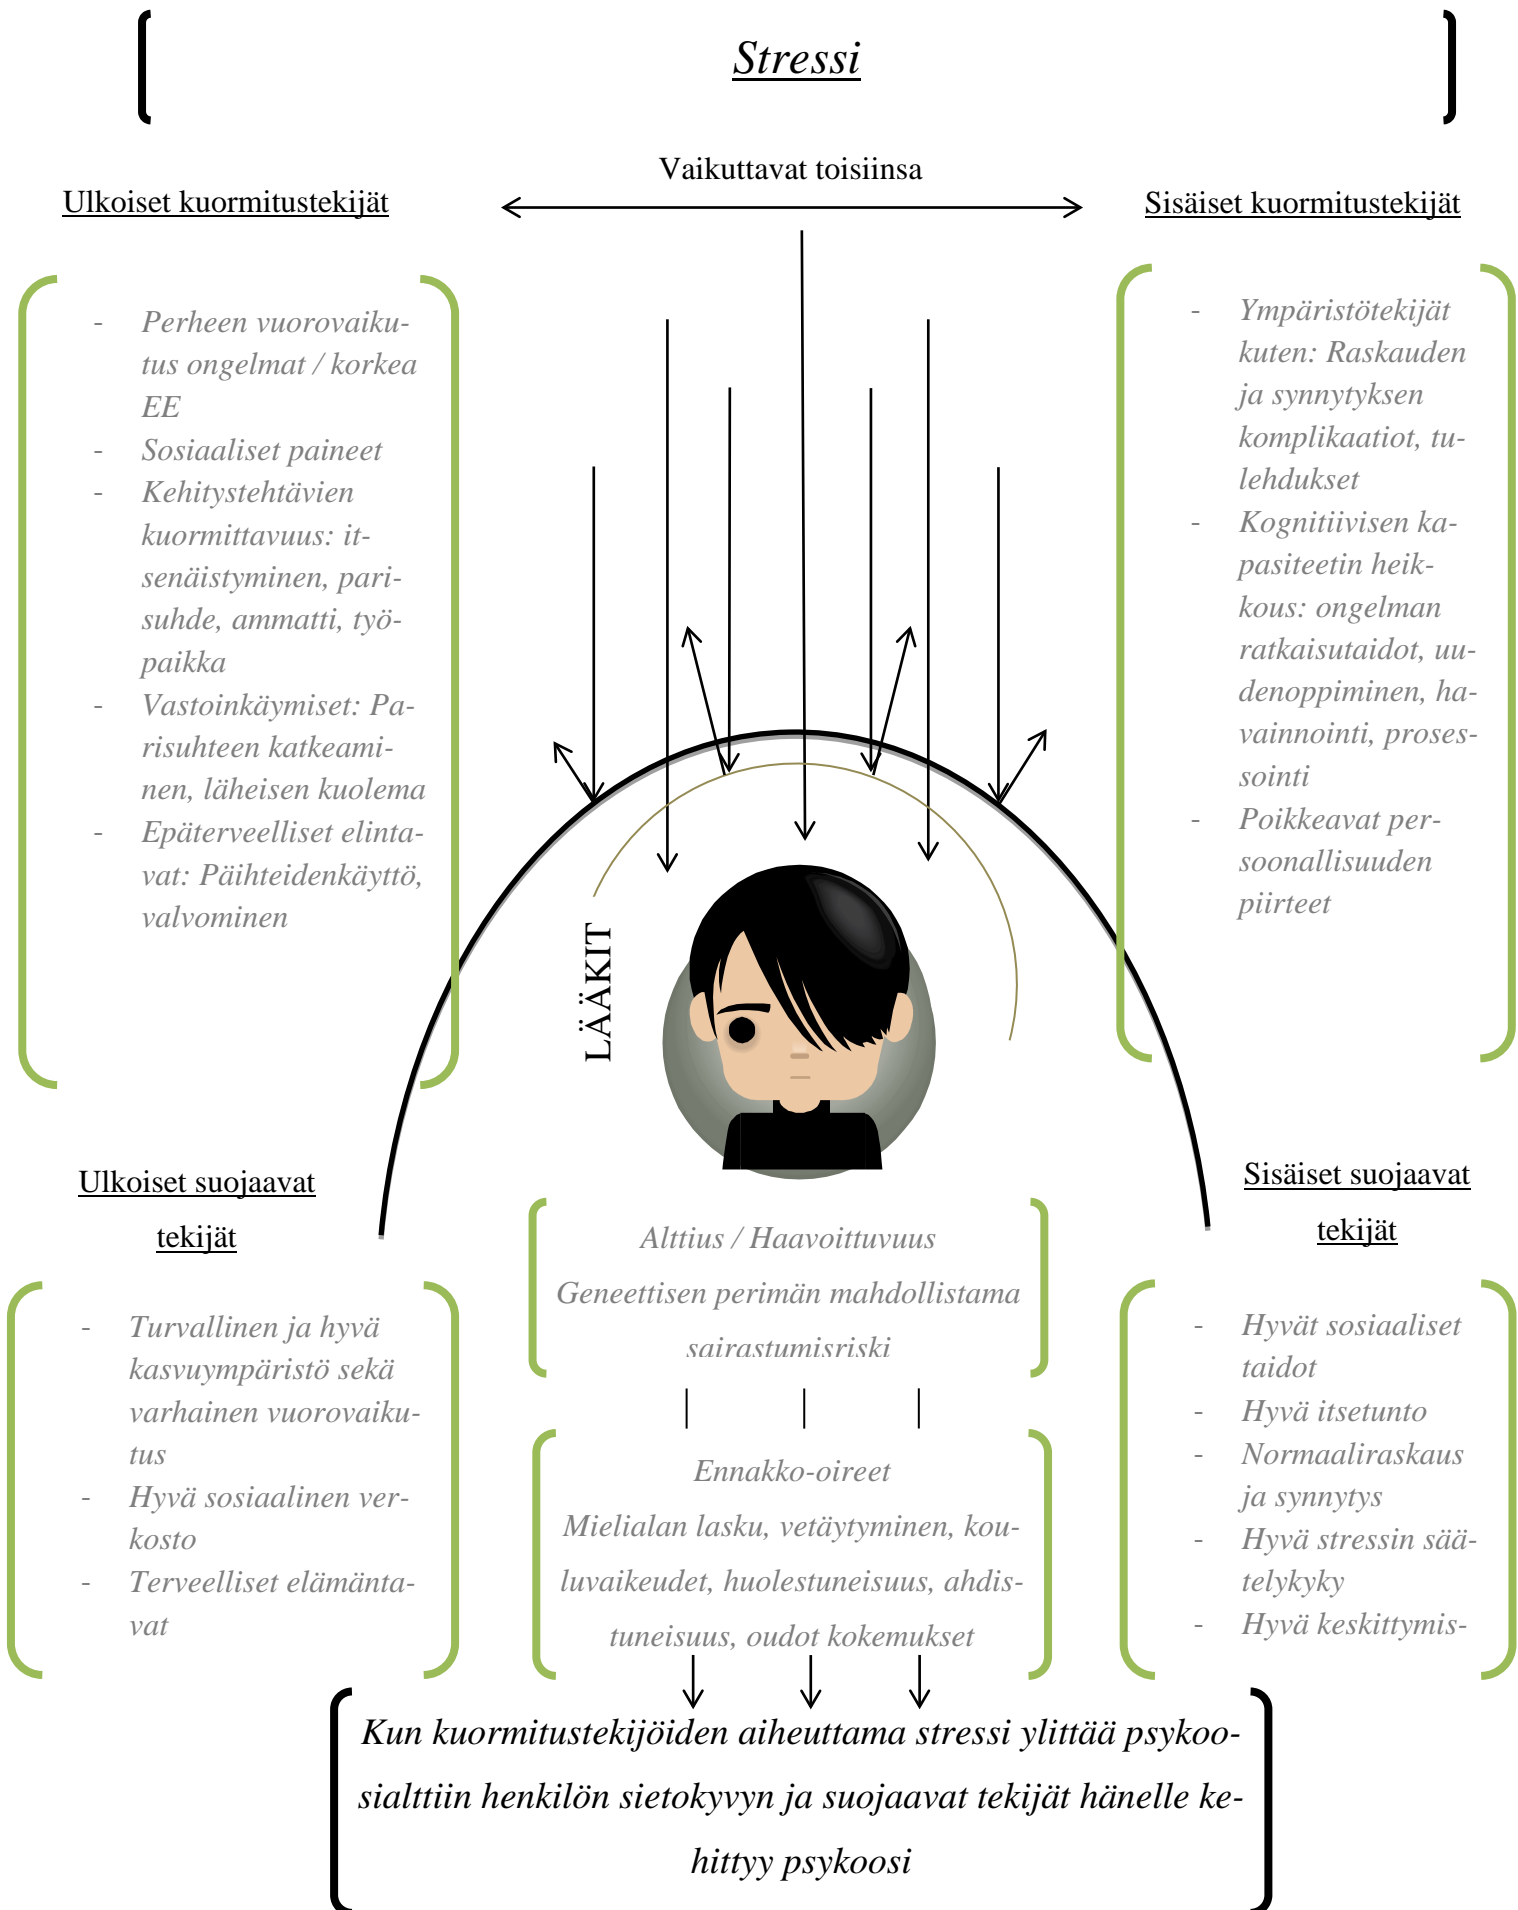 Stressi
Vaikuttavat toisiinsa
Ulkoiset kuormitustekijät
Sisäiset kuormitustekijät
- Perheen vuorovaiku-
tus ongelmat / korkea
EE
- Sosiaaliset paineet
- Kehitystehtävien
kuormittavuus: it-
senäistyminen, pari-
suhde, ammatti, työ-
paikka
- Vastoinkäymiset: Pa-
risuhteen katkeami-
nen, läheisen kuolema
- Epäterveelliset elinta-
vat: Päihteidenkäyttö,
valvominen
- Ympäristötekijät
kuten: Raskauden
ja synnytyksen
komplikaatiot, tu-
lehdukset
- Kognitiivisen ka-
pasiteetin heik-
kous: ongelman
ratkaisutaidot, uu-
denoppiminen, ha-
vainnointi, proses-
sointi
- Poikkeavat per-
soonallisuuden
piirteet
LÄÄKIT
Ulkoiset suojaavat
tekijät
- Turvallinen ja hyvä
kasvuympäristö sekä
varhainen vuorovaiku-
tus
- Hyvä sosiaalinen ver-
kosto
- Terveelliset elämänta-
vat
Alttius / Haavoittuvuus
Geneettisen perimän mahdollistama
sairastumisriski
Ennakko-oireet
Mielialan lasku, vetäytyminen, kou-
luvaikeudet, huolestuneisuus, ahdis-
tuneisuus, oudot kokemukset
Sisäiset suojaavat
tekijät
- Hyvät sosiaaliset
taidot
- Hyvä itsetunto
- Normaaliraskaus
ja synnytys
- Hyvä stressin sää-
telykyky
- Hyvä keskittymis-
Kun kuormitustekijöiden aiheuttama stressi ylittää psykoo-
sialttiin henkilön sietokyvyn ja suojaavat tekijät hänelle ke-
hittyy psykoosi